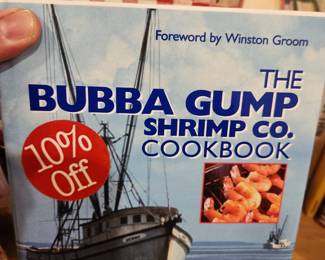 Foreword by Winston Groom
THE
BUBBA GUMP
SHRIMP CO.
COOKBOOK
10%
Off